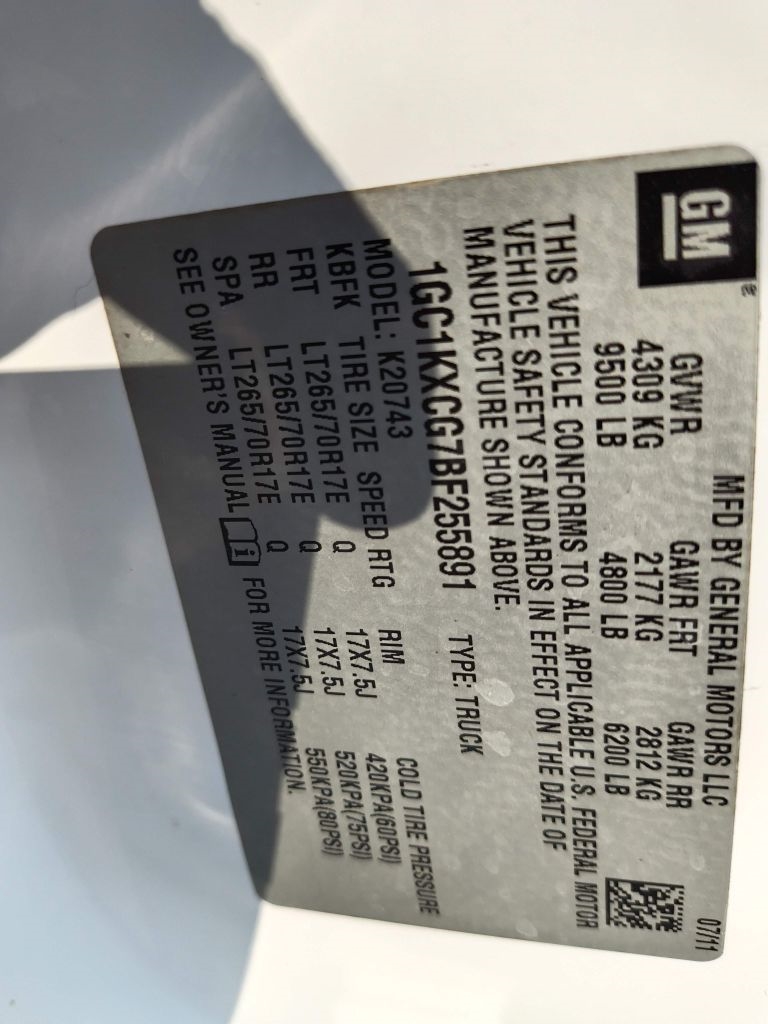 GM
MFD BY GENERAL MOTORS LLC 07/11
GVWR GAWR FRT GAWR RR
4309 KG 2177 KG 2812 KG
9500 LB 4800 LB 6200 LB
THIS VEHICLE CONFORMS TO ALL APPLICABLE U.S. FEDERAL MOTOR
VEHICLE SAFETY STANDARDS IN EFFECT ON THE DATE OF
MANUFACTURE SHOWN ABOVE.
1GC1KXCG7BF255891 TYPE: TRUCK
MODEL: K20743
KBFK TIRE SIZE SPEED RTG RIM COLD TIRE PRESSURE
FRT LT265/70R17E Q 17X7.5J 420KPA(60PSI)
RR LT265/70R17E Q 17X7.5J 520KPA(75PSI)
SPA LT265/70R17E Q 17X7.5J 550KPA(80PSI)
SEE OWNER'S MANUAL i FOR MORE INFORMATION.